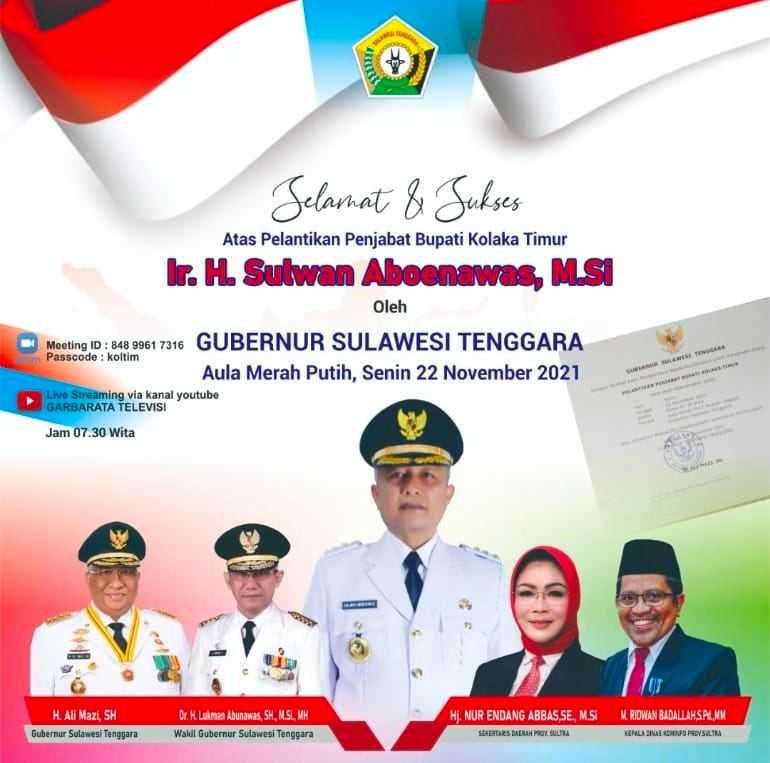 SULAWESI TENGGARA
Selamat & Sukses
Atas Pelantikan Penjabat Bupati Kolaka Timur
Ir. H. Sulwan Aboenawas, M.Si
Oleh
GUBERNUR SULAWESI TENGGARA
Aula Merah Putih, Senin 22 November 2021
zoom
Meeting ID : 848 9961 7316
Passcode : koltim
Live Streaming via kanal youtube
GARBARATA TELEVISI
Jam 07.30 Wita
GUBERNUR SULAWESI TENGGARA
PELANTIKAN PENJABAT BUPATI KOLAKA TIMUR
H. Ali Mazi, SH
Gubernur Sulawesi Tenggara
Dr. H. Lukman Abunawas, SH., M.Si., MH
Wakil Gubernur Sulawesi Tenggara
Hj. NUR ENDANG ABBAS,SE., M.Si
SEKERTARIS DAERAH PROV. SULTRA
M. RIDWAN BADALLAH,S.Pd.,MM
KEPALA DINAS KOMINFO PROV.SULTRA